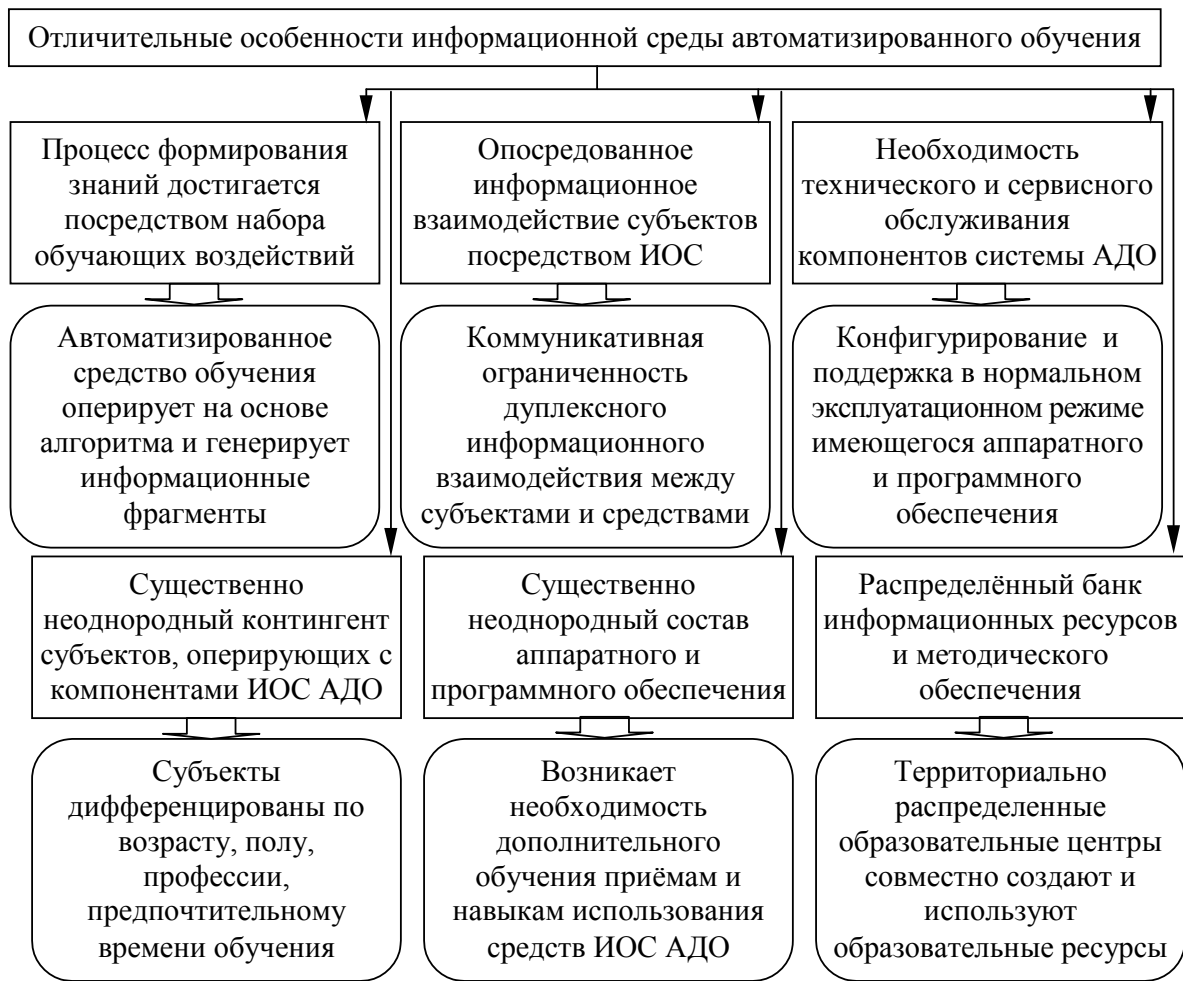 Отличительные особенности информационной среды автоматизированного обучения
Процесс формирования
знаний достигается
посредством набора
обучающих воздействий
Опосредованное
информационное
взаимодействие субъектов
посредством ИОС
Необходимость
технического и сервисного
обслуживания
компонентов системы АДО
Автоматизированное
средство обучения
оперирует на основе
алгоритма и генерирует
информационные
фрагменты
Коммуникативная
ограниченность
дуплексного
информационного
взаимодействия между
субъектами и средствами
Конфигурирование и
поддержка в нормальном
эксплуатационном режиме
имеющегося аппаратного
и программного
обеспечения
Существенно
неоднородный контингент
субъектов, оперирующих с
компонентами ИОС АДО
Существенно
неоднородный состав
аппаратного и
программного обеспечения
Распределённый банк
информационных ресурсов
и методического
обеспечения
Субъекты
дифференцированы по
возрасту, полу,
профессии,
предпочтительному
времени обучения
Возникает
необходимость
дополнительного
обучения приёмам и
навыкам использования
средств ИОС АДО
Территориально
распределенные
образовательные центры
совместно создают и
используют
образовательные ресурсы